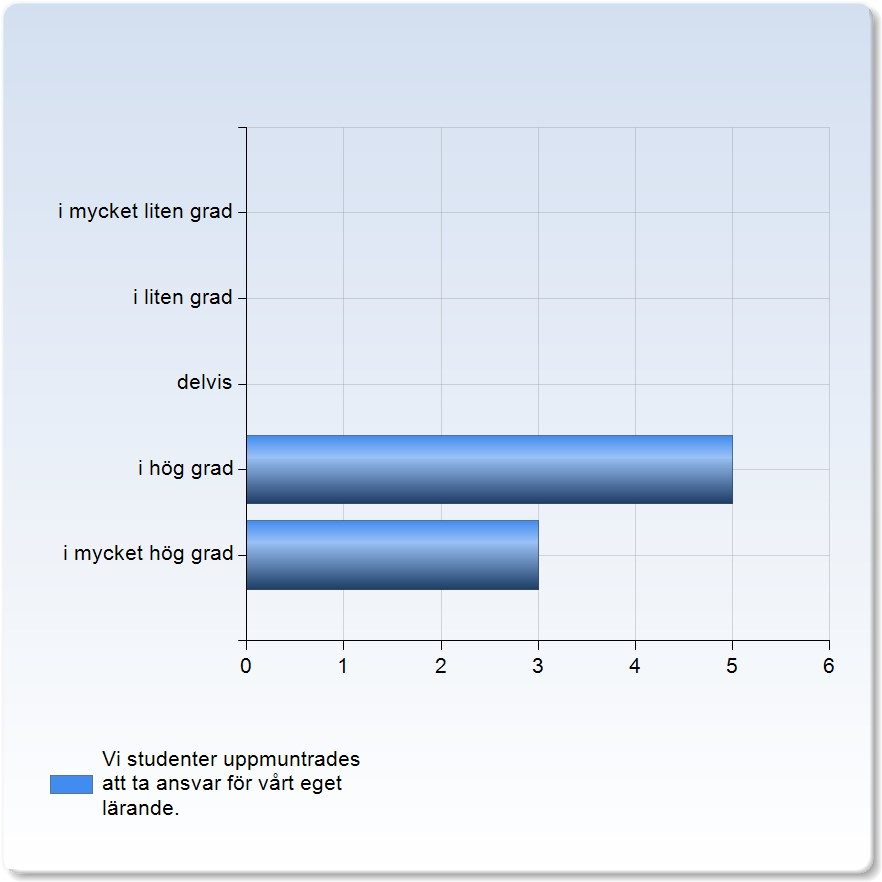 i mycket liten grad
i liten grad
delvis
i hög grad
i mycket hög grad
0 1 2 3 4 5 6
Vi studenter uppmuntrades
att ta ansvar för vårt eget
lärande.